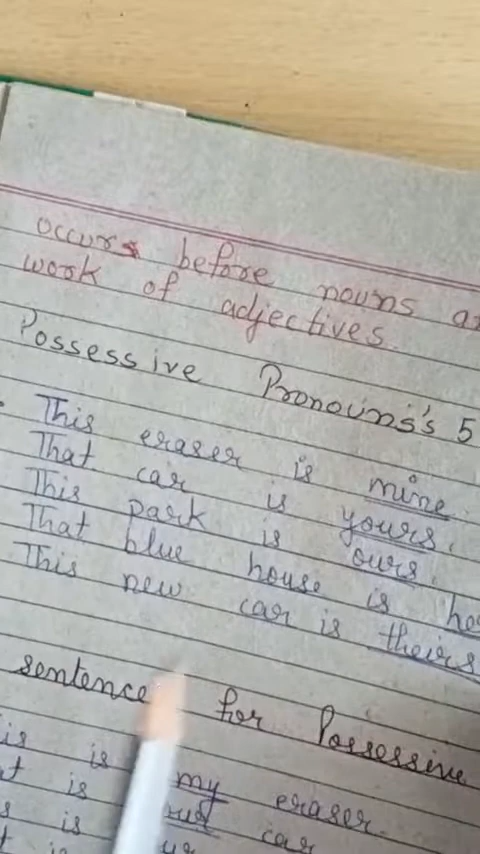 occurs before nouns
work of adjectives.
Possessive Pronouns's 5
This eraser is mine.
That car is yours.
This park is ours.
That blue house is
This new car is theirs
sentence for Possessive
is is my eraser.
is car